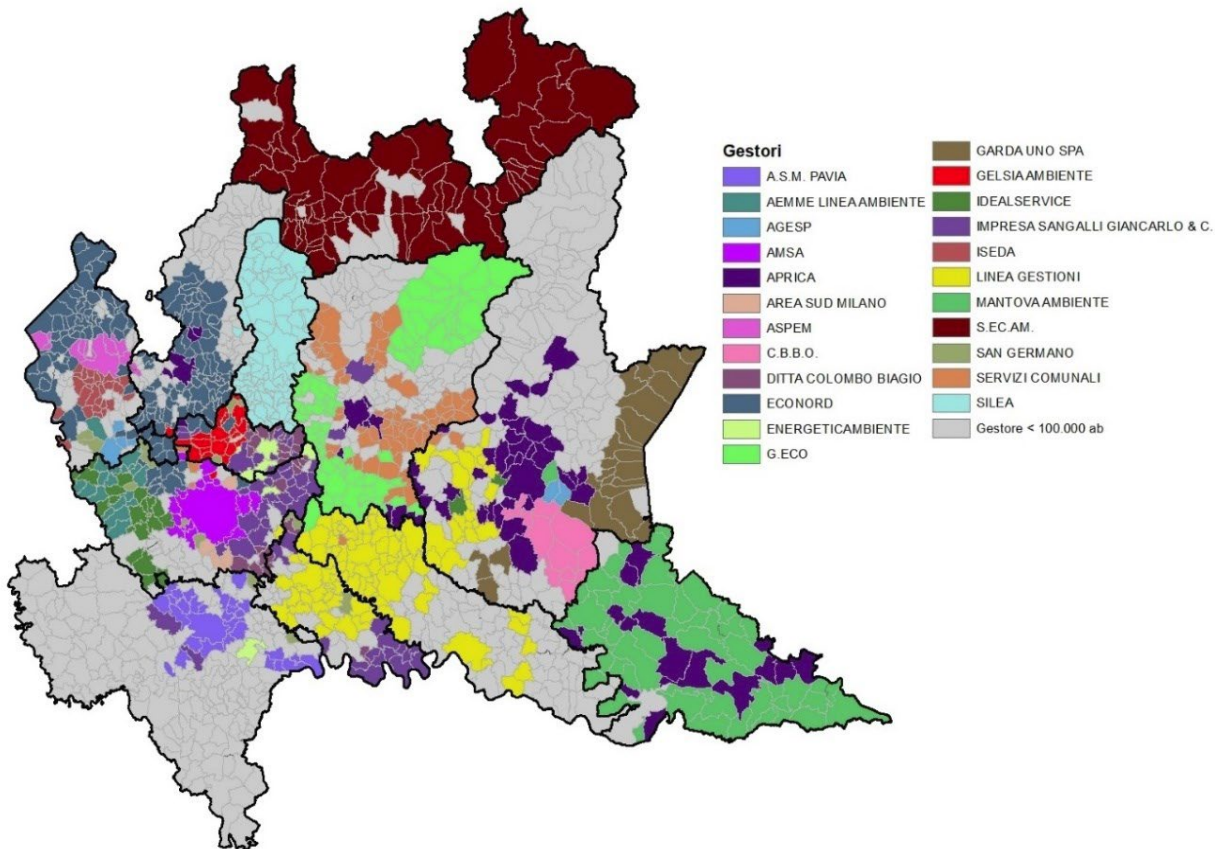 Gestori
A.S.M. PAVIA
AEMME LINEA AMBIENTE
AGESP
AMSA
APRICA
AREA SUD MILANO
ASPEM
C.B.B.O.
DITTA COLOMBO BIAGIO
ECONORD
ENERGETICAMBIENTE
G.ECO
GARDA UNO SPA
GELSIA AMBIENTE
IDEALSERVICE
IMPRESA SANGALLI GIANCARLO & C.
ISEDA
LINEA GESTIONI
MANTOVA AMBIENTE
S.EC.AM.
SAN GERMANO
SERVIZI COMUNALI
SILEA
Gestore < 100.000 ab